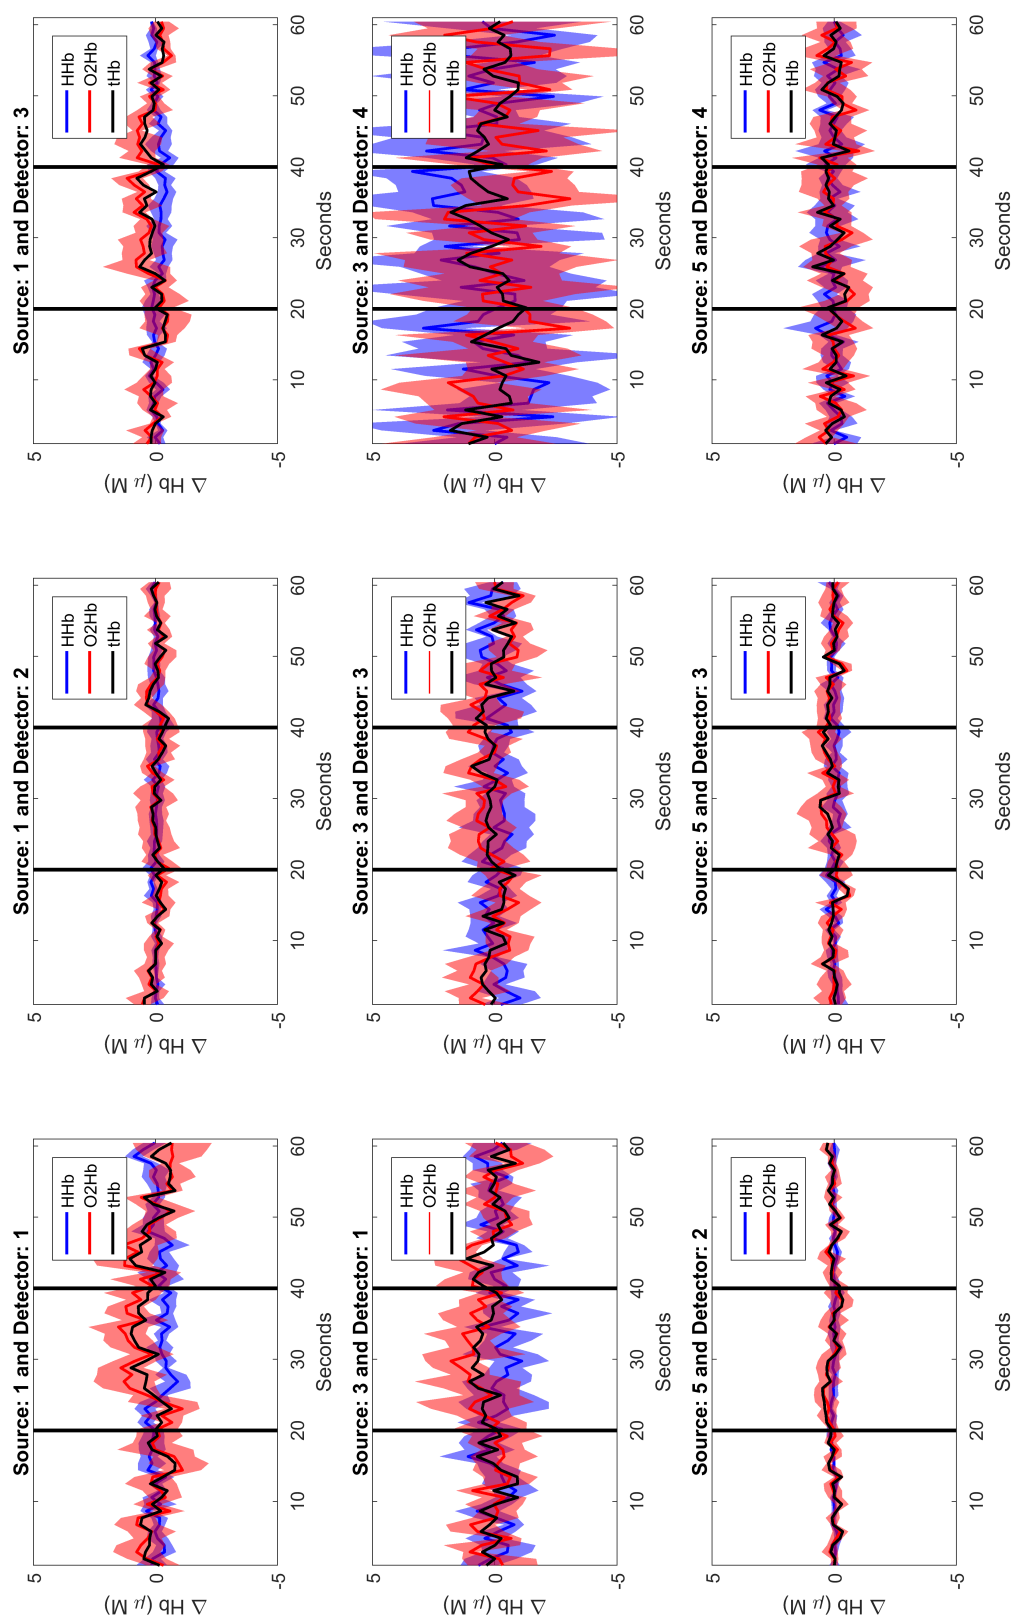 Source: 1 and Detector: 1
5
0
-5
Δ Hb (μ M)
HHb
O2Hb
tHb
10 20 30 40 50 60
Seconds
Source: 1 and Detector: 2
5
0
-5
Δ Hb (μ M)
HHb
O2Hb
tHb
10 20 30 40 50 60
Seconds
Source: 1 and Detector: 3
5
0
-5
Δ Hb (μ M)
HHb
O2Hb
tHb
10 20 30 40 50 60
Seconds
Source: 3 and Detector: 1
5
0
-5
Δ Hb (μ M)
HHb
O2Hb
tHb
10 20 30 40 50 60
Seconds
Source: 3 and Detector: 3
5
0
-5
Δ Hb (μ M)
HHb
O2Hb
tHb
10 20 30 40 50 60
Seconds
Source: 3 and Detector: 4
5
0
-5
Δ Hb (μ M)
HHb
O2Hb
tHb
10 20 30 40 50 60
Seconds
Source: 5 and Detector: 2
5
0
-5
Δ Hb (μ M)
HHb
O2Hb
tHb
10 20 30 40 50 60
Seconds
Source: 5 and Detector: 3
5
0
-5
Δ Hb (μ M)
HHb
O2Hb
tHb
10 20 30 40 50 60
Seconds
Source: 5 and Detector: 4
5
0
-5
Δ Hb (μ M)
HHb
O2Hb
tHb
10 20 30 40 50 60
Seconds